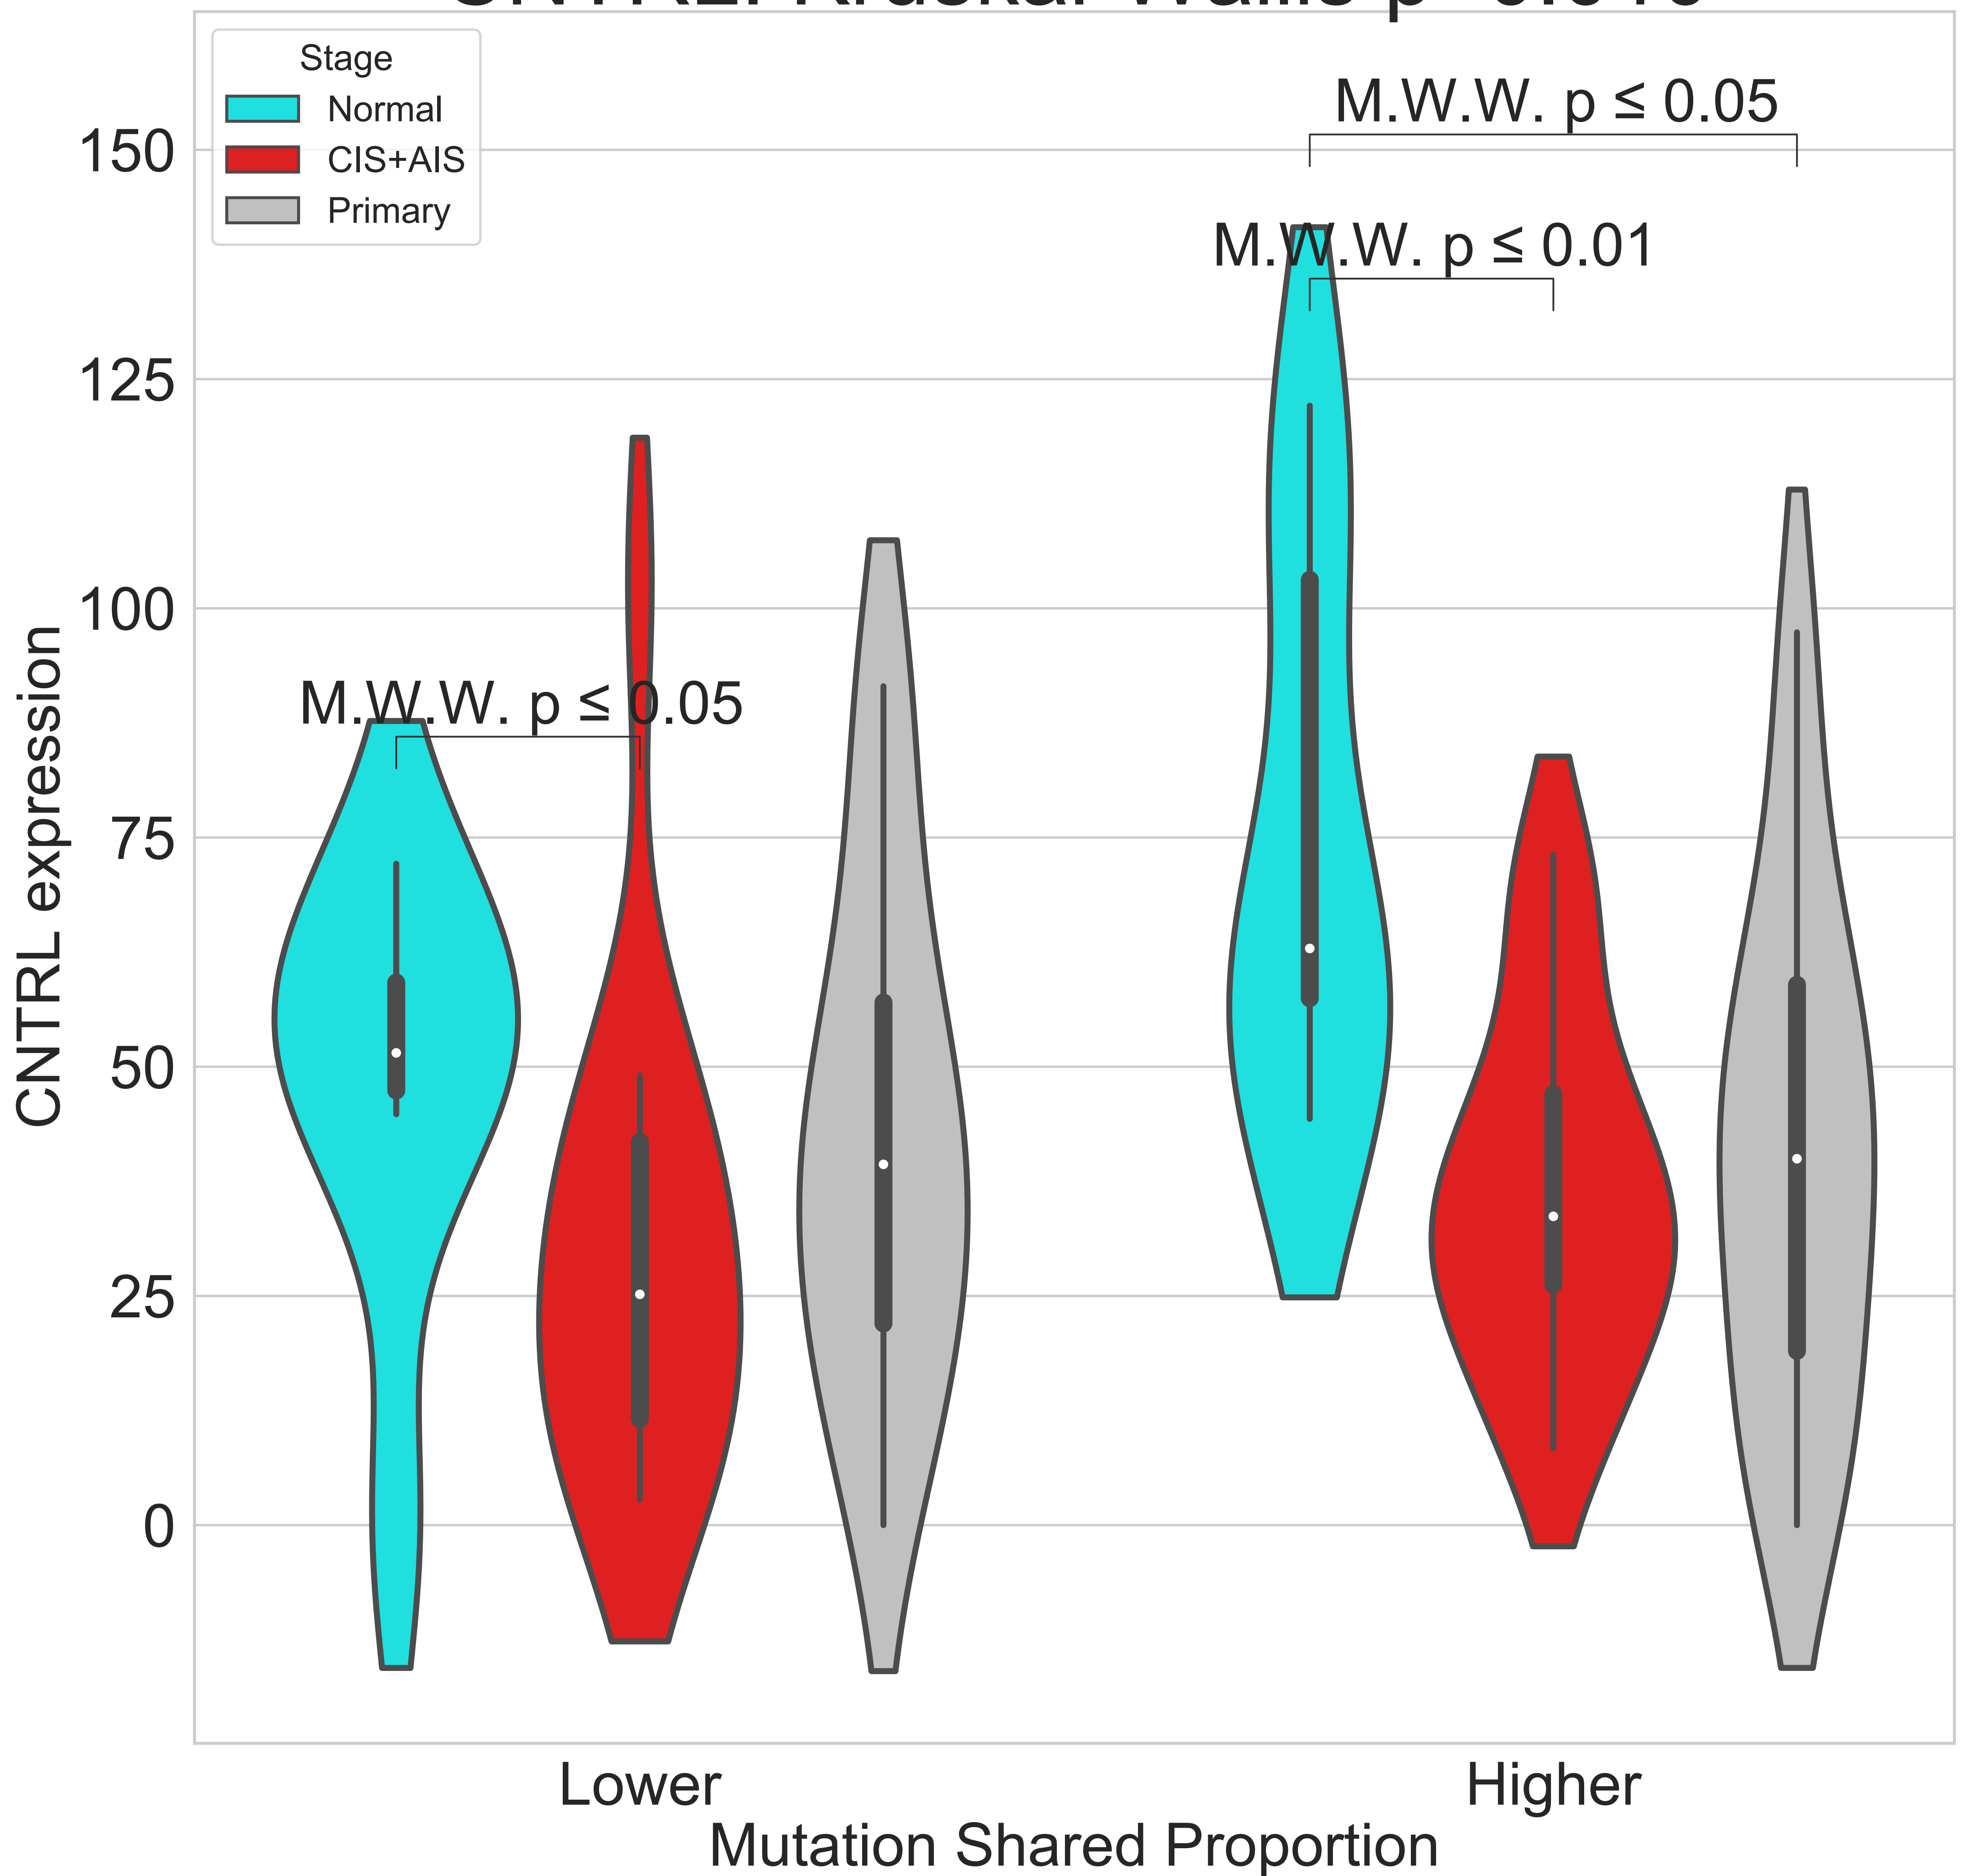 Stage
Normal
CIS+AIS
Primary
M.W.W. p ≤ 0.05
M.W.W. p ≤ 0.01
M.W.W. p ≤ 0.05
150
125
100
75
50
25
0
CNTRL expression
Lower
Higher
Mutation Shared Proportion